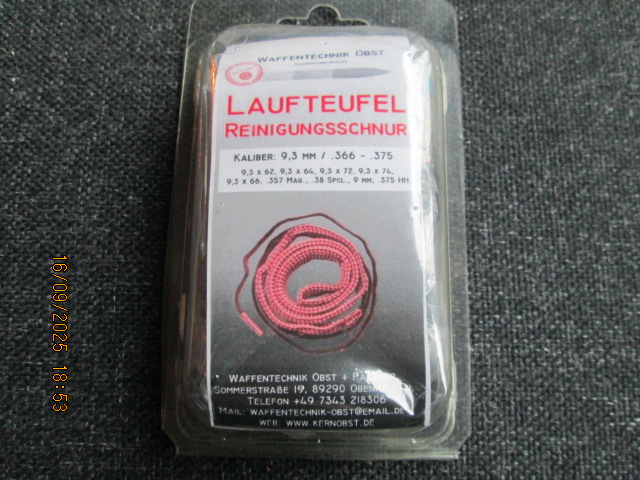 Waffentechnik Obst
Laufteufel
Reinigungsschnur
Kaliber: 9,3 mm / .366 - .375
9,3 x 62, 9,3 x 64, 9,3 x 72, 9,3 x 74,
9,3 x 66, .357 Mag., .38 Spcl., 9 mm, .375 HH
Waffentechnik Obst +
Sommerstraße 19, 89290
Telefon +49 7343 218306
Mail: waffentechnik-obst@email.de
web: www.kernobst.de
16/09/2025 18:53